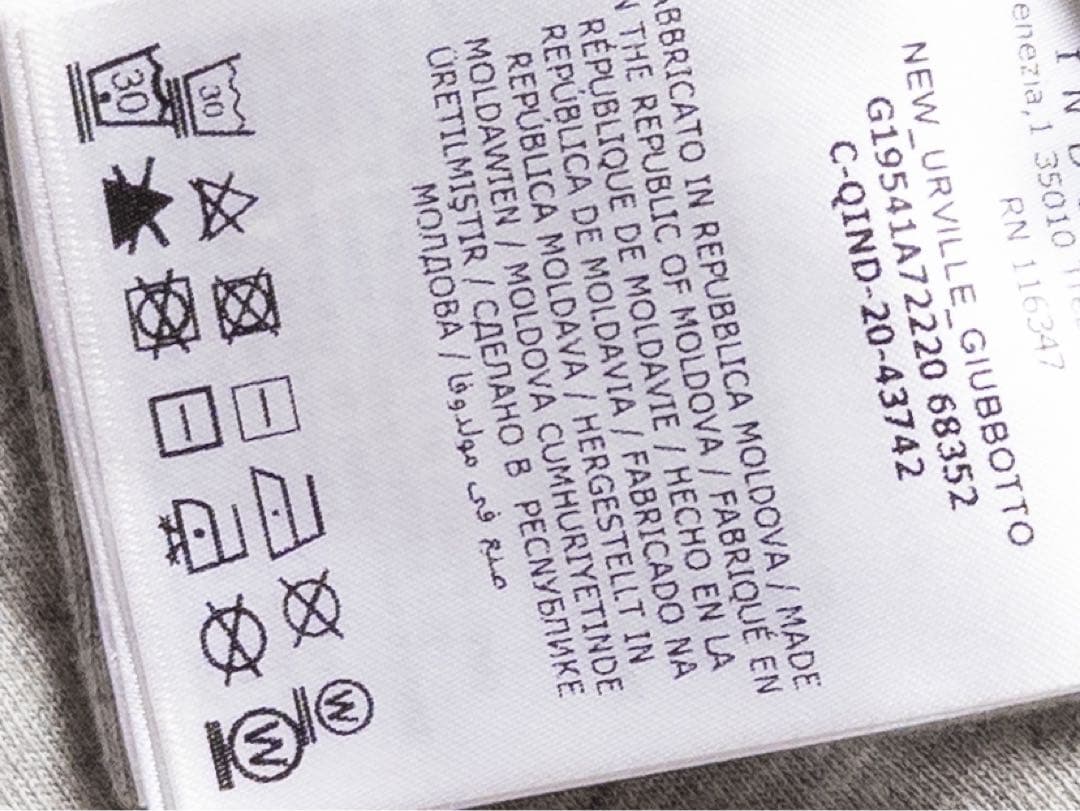 I N D
enezia,1 35010
RN 116347
NEW_URVILLE_GIUBBOTTO
G19541A72220 68352
C-QIND-20-43742
ABBRICATO IN REPUBBLICA MOLDOVA / MADE
N THE REPUBLIC OF MOLDOVA / FABRIQUÉ EN
RÉPUBLIQUE DE MOLDAVIE / HECHO EN LA
REPÚBLICA DE MOLDAVIA / FABRICADO NA
REPÚBLICA MOLDAVA / HERGESTELLT IN
MOLDAWIEN / MOLDOVA CUMHURIYETINDE
ÜRETILMIŞTIR / СДЕЛАНО В РЕСПУБЛИКЕ
МОЛДОВА / صنع في مولدوفا
30 W
30 W